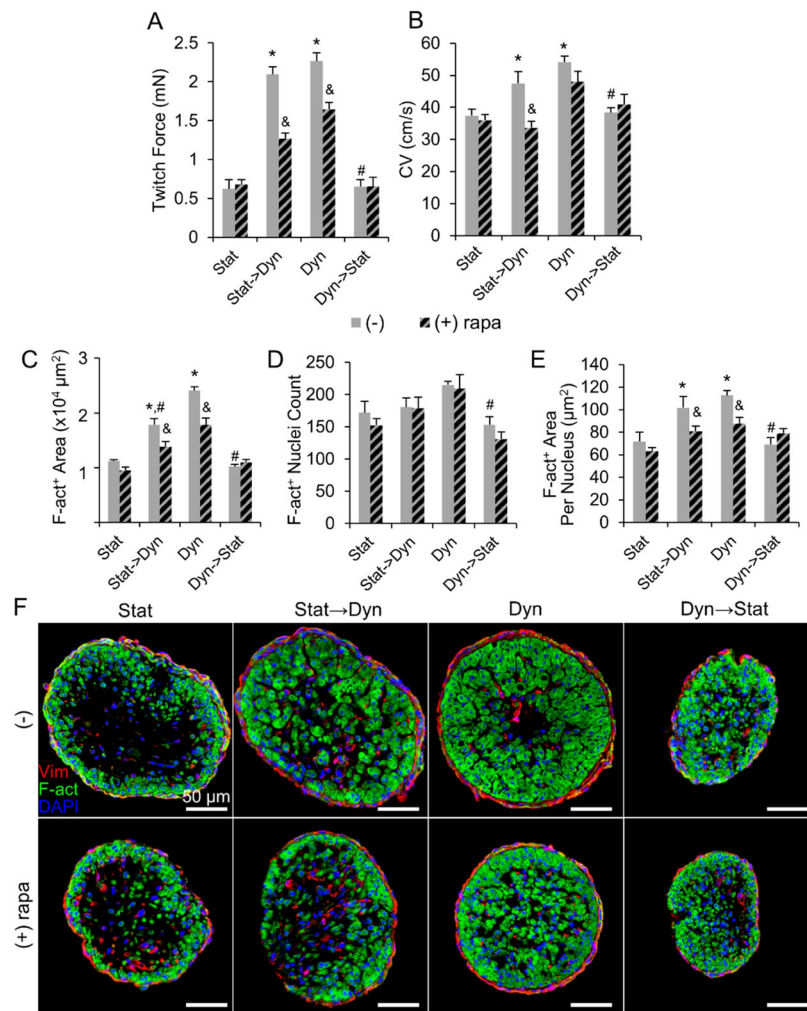 A
Twitch Force (mN)
2.5
2
1.5
1
0.5
0
*
&
*
&
#
Stat
Stat->Dyn
Dyn
Dyn->Stat
B
CV (cm/s)
60
50
40
30
20
10
0
*
&
*
#
Stat
Stat->Dyn
Dyn
Dyn->Stat
(-)
(+) rapa
C
F-act+ Area (x10⁴ µm²)
3
2
1
0
*,#
&
*
&
#
Stat
Stat->Dyn
Dyn
Dyn->Stat
D
F-act+ Nuclei Count
250
200
150
100
50
0
#
Stat
Stat->Dyn
Dyn
Dyn->Stat
E
F-act+ Area
Per Nucleus (µm²)
140
120
100
80
60
40
20
0
*
&
*
&
#
Stat
Stat->Dyn
Dyn
Dyn->Stat
F
Stat
Stat→Dyn
Dyn
Dyn→Stat
(-)
Vim
F-act
DAPI
50 µm
(+) rapa